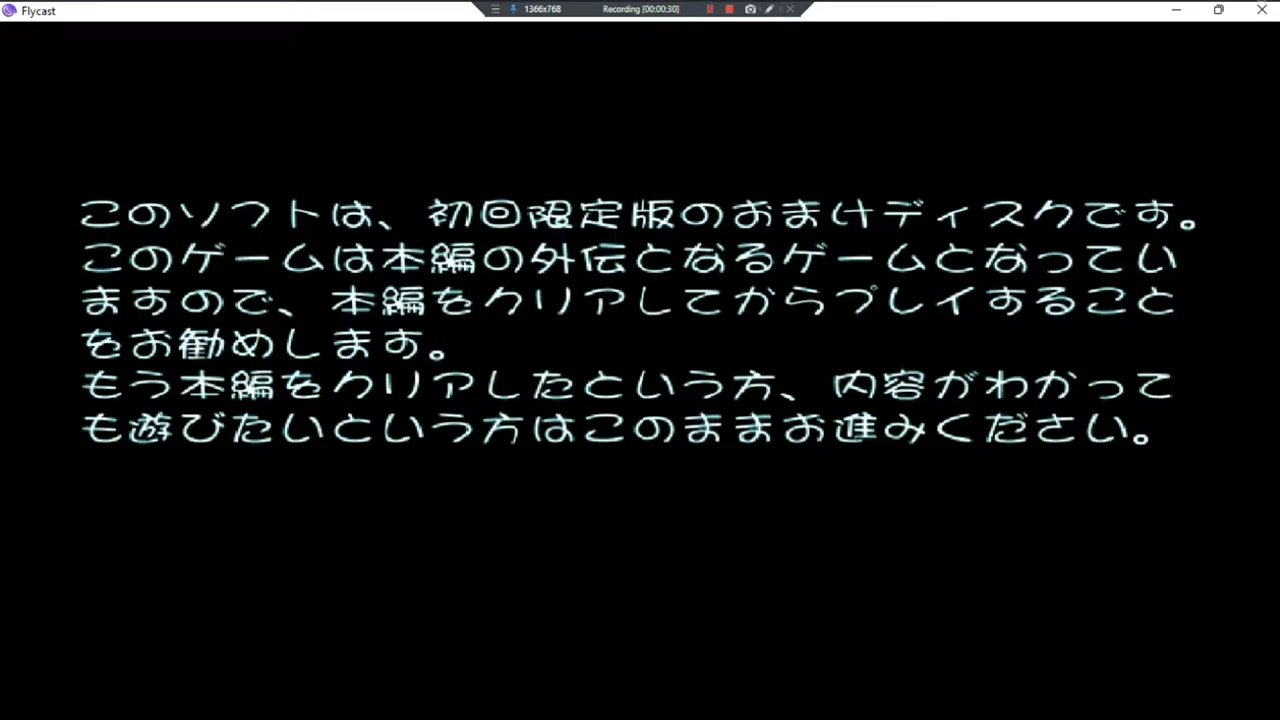 Flycast
1366x768
Recording [00:00:30]
このソフトは、初回限定版のおまけディスクです。
このゲームは本編の外伝となるゲームとなってい
ますので、本編をクリアしてからプレイすること
をお勧めします。
もう本編をクリアしたという方、内容がわかって
も遊びたいという方はこのままお進みください。